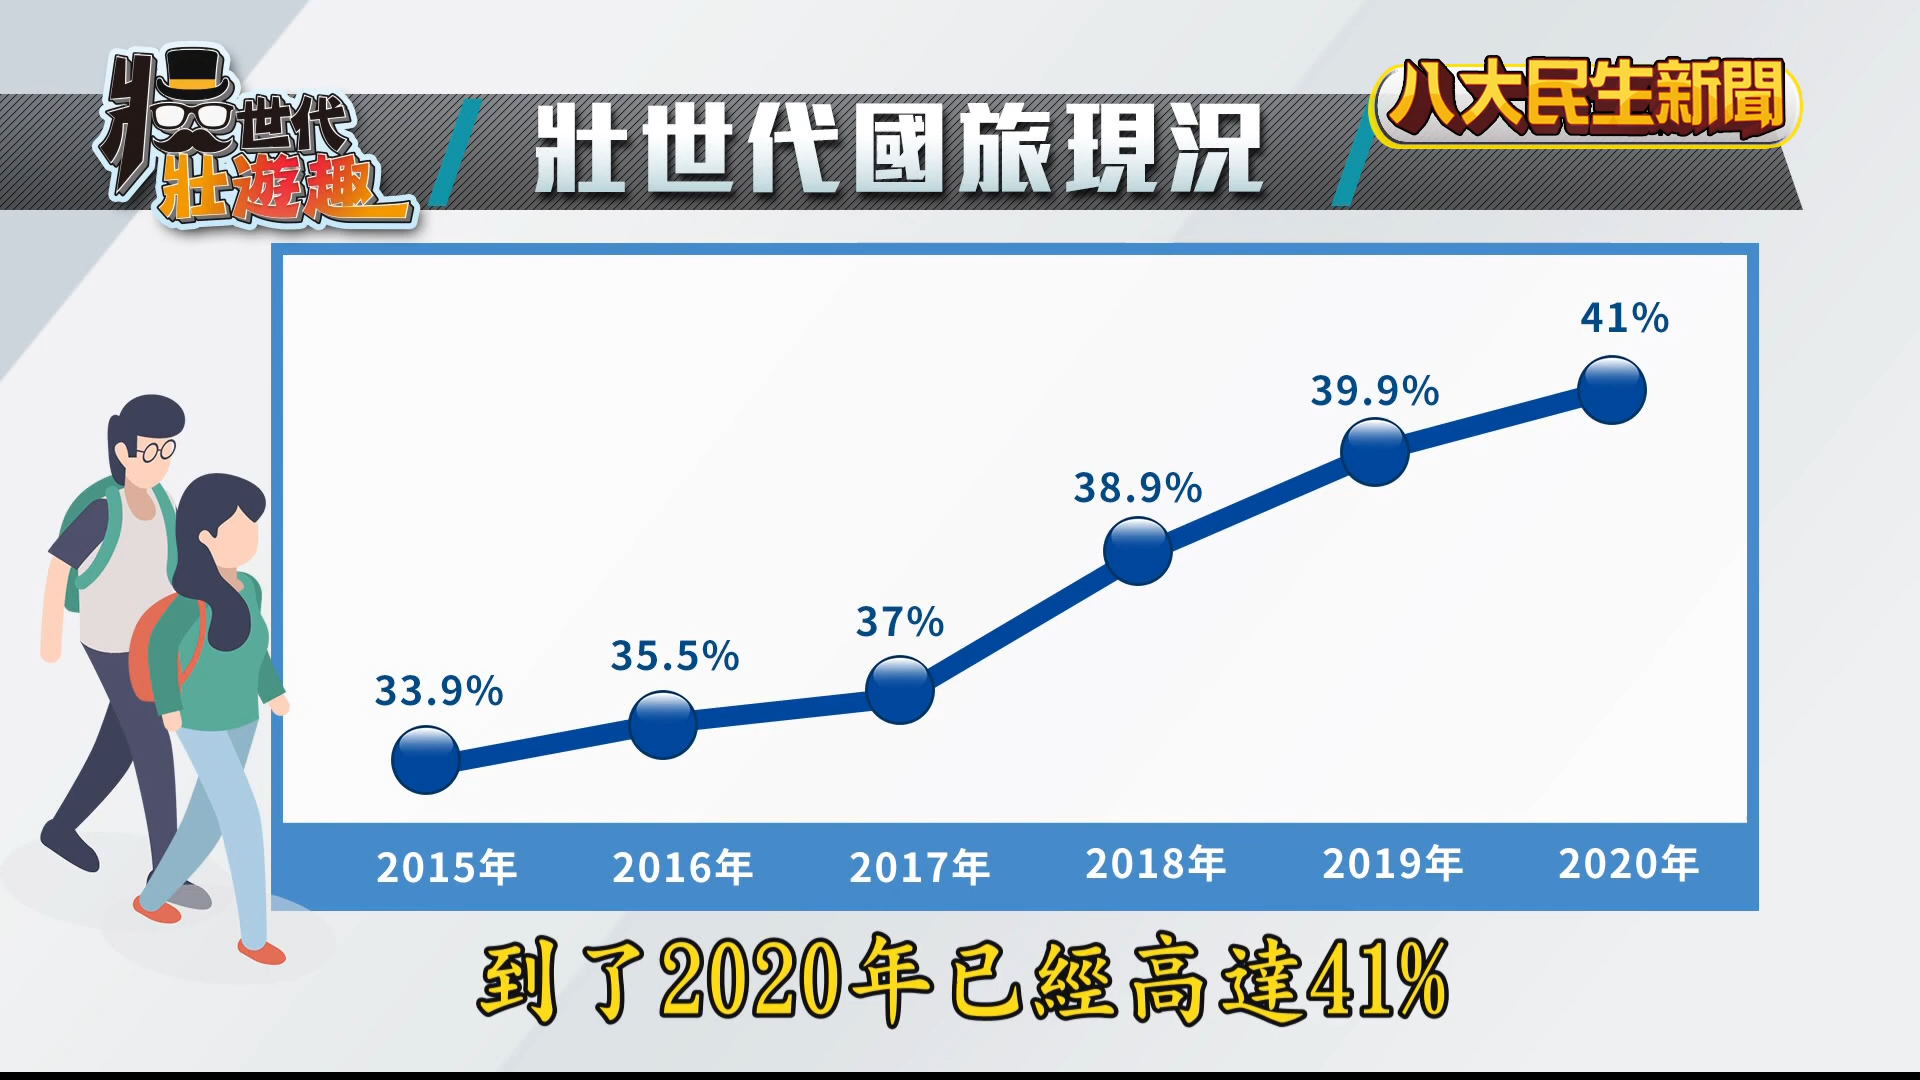 壯世代
壯遊趣
壯世代國旅現況
八大民生新聞
33.9%
35.5%
37%
38.9%
39.9%
41%
2015年
2016年
2017年
2018年
2019年
2020年
到了2020年已經高達41%